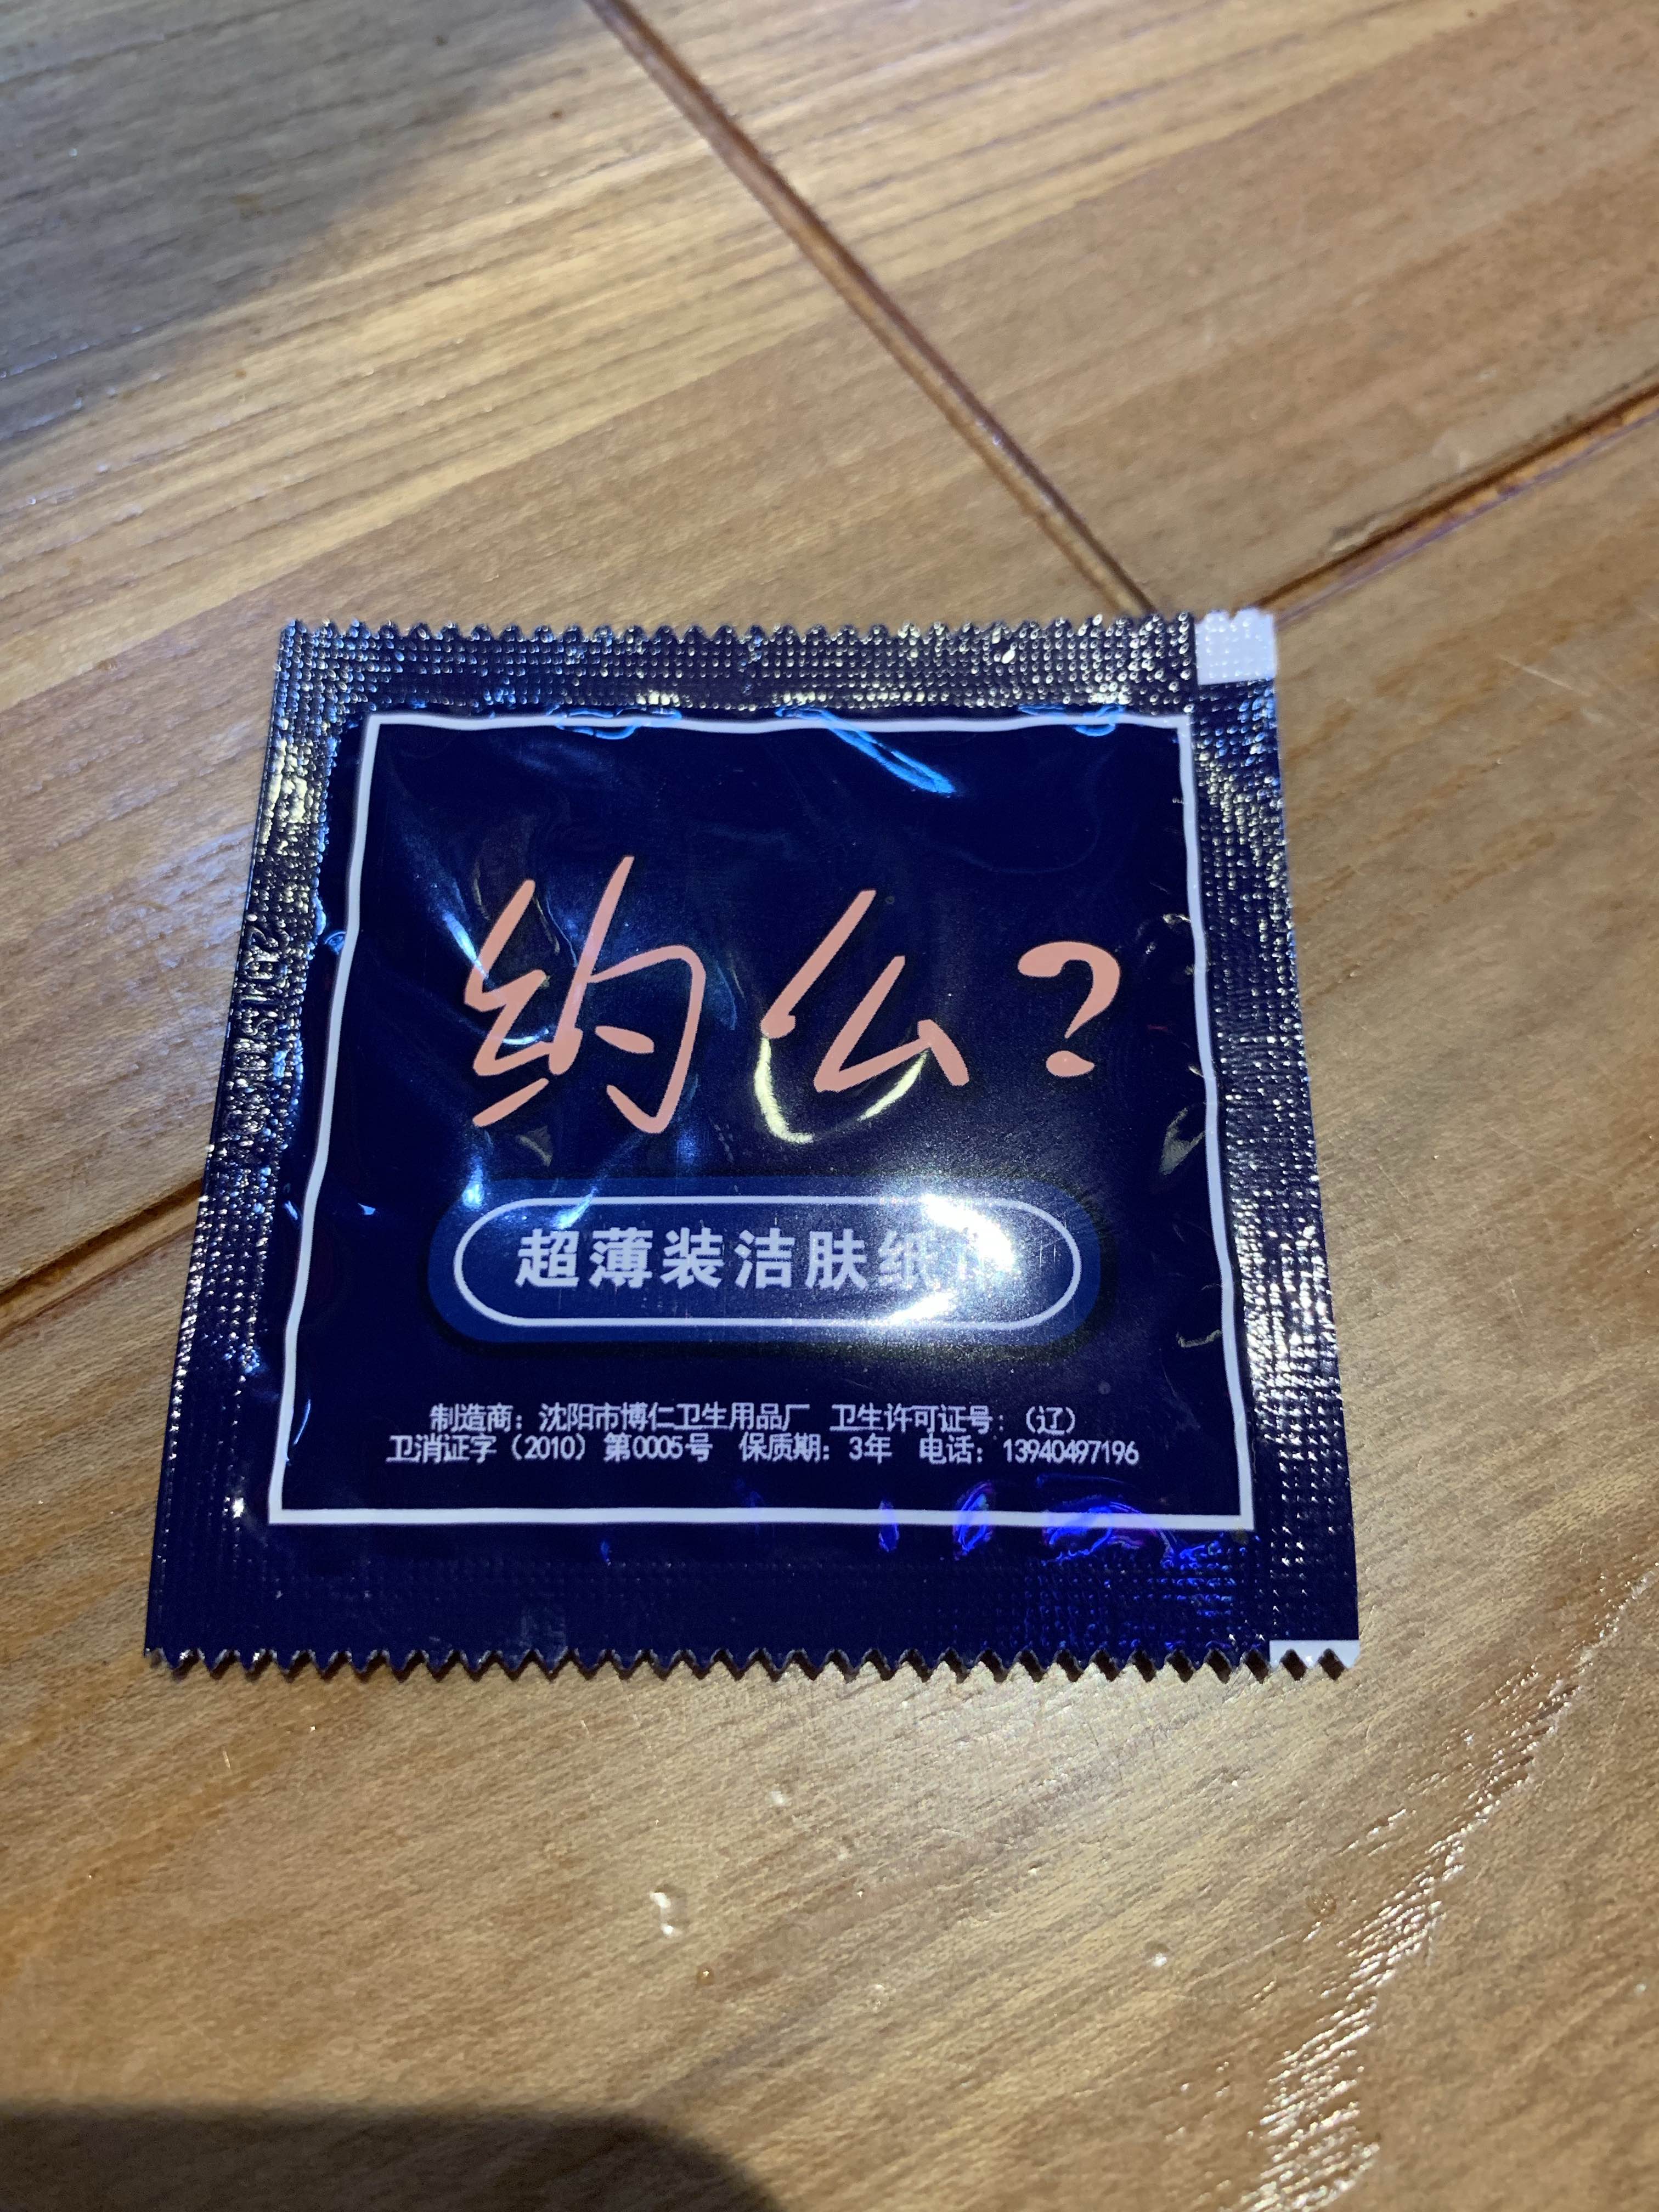 约么?
超薄装洁肤纸巾
制造商：沈阳市博仁卫生用品厂 卫生许可证号：（辽）
卫消证字（2010）第0005号 保质期：3年 电话：13940497196